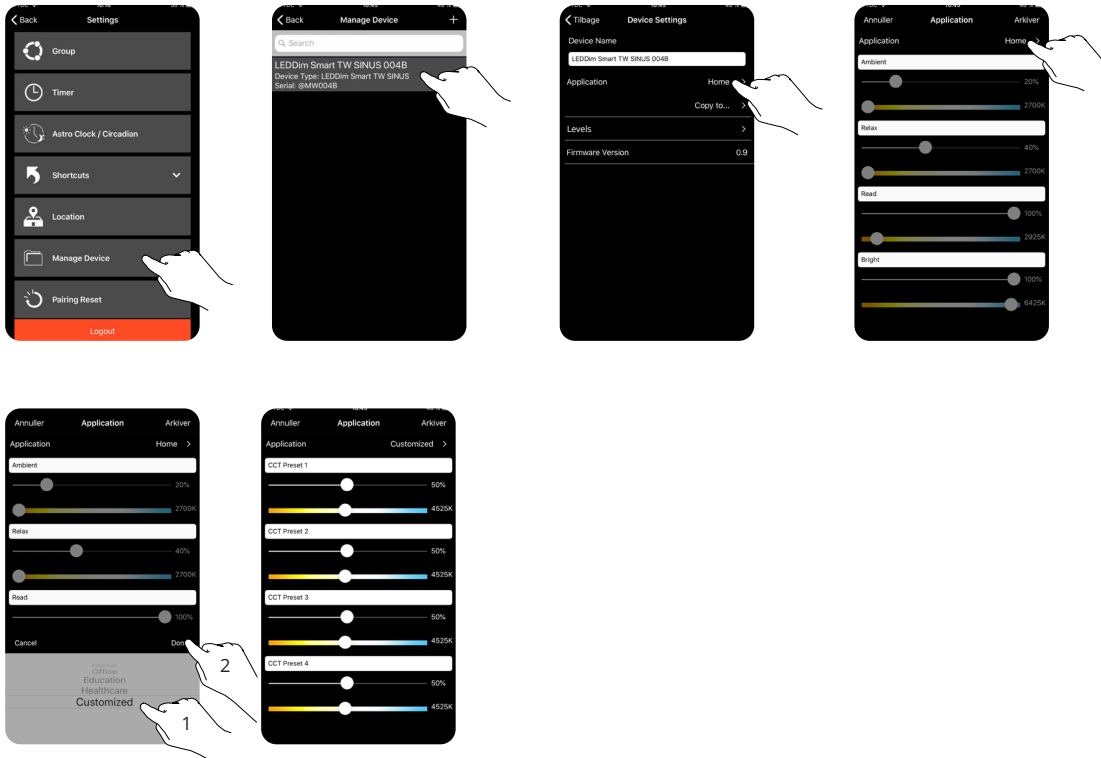 Back Settings
Group
Timer
Astro Clock / Circadian
Shortcuts
Location
Manage Device
Pairing Reset
Logout
Back Manage Device +
Search
LEDDim Smart TW SINUS 004B
Device Type: LEDDim Smart TW SINUS
Serial: @MW004B
Tilbage Device Settings
Device Name
LEDDim Smart TW SINUS 004B
Application Home
Copy to...
Levels
Firmware Version 0.9
Annuller Application Arkiver
Application Home
Ambient
20%
2700K
Relax
40%
2700K
Read
100%
2925K
Bright
100%
6425K
Annuller Application Arkiver
Application Home
Ambient
20%
2700K
Relax
40%
2700K
Read
100%
Cancel Don
Office
Education
Healthcare
Customized
2
1
Annuller Application Arkiver
Application Customized
CCT Preset 1
50%
4525K
CCT Preset 2
50%
4525K
CCT Preset 3
50%
4525K
CCT Preset 4
50%
4525K